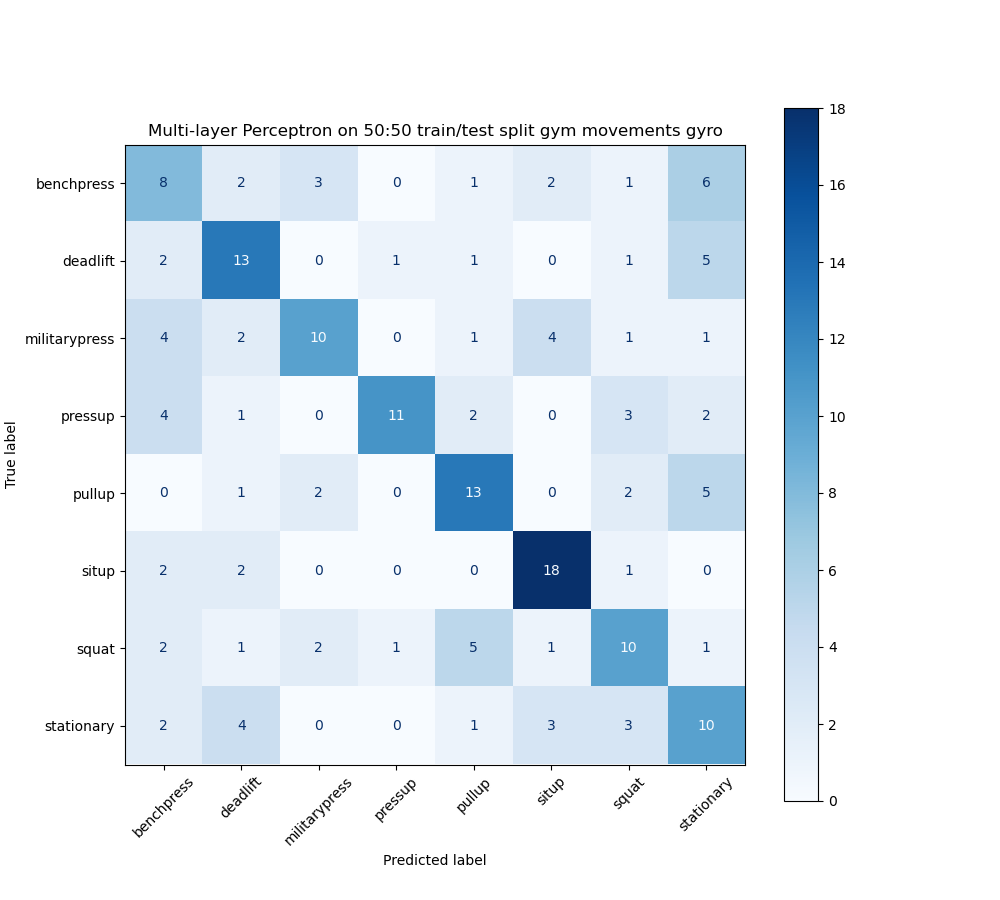 Multi-layer Perceptron on 50:50 train/test split gym movements gyro
True label
benchpress 8 2 3 0 1 2 1 6
deadlift 2 13 0 1 1 0 1 5
militarypress 4 2 10 0 1 4 1 1
pressup 4 1 0 11 2 0 3 2
pullup 0 1 2 0 13 0 2 5
situp 2 2 0 0 0 18 1 0
squat 2 1 2 1 5 1 10 1
stationary 2 4 0 0 1 3 3 10
benchpress deadlift militarypress pressup pullup situp squat stationary
Predicted label
18
16
14
12
10
8
6
4
2
0